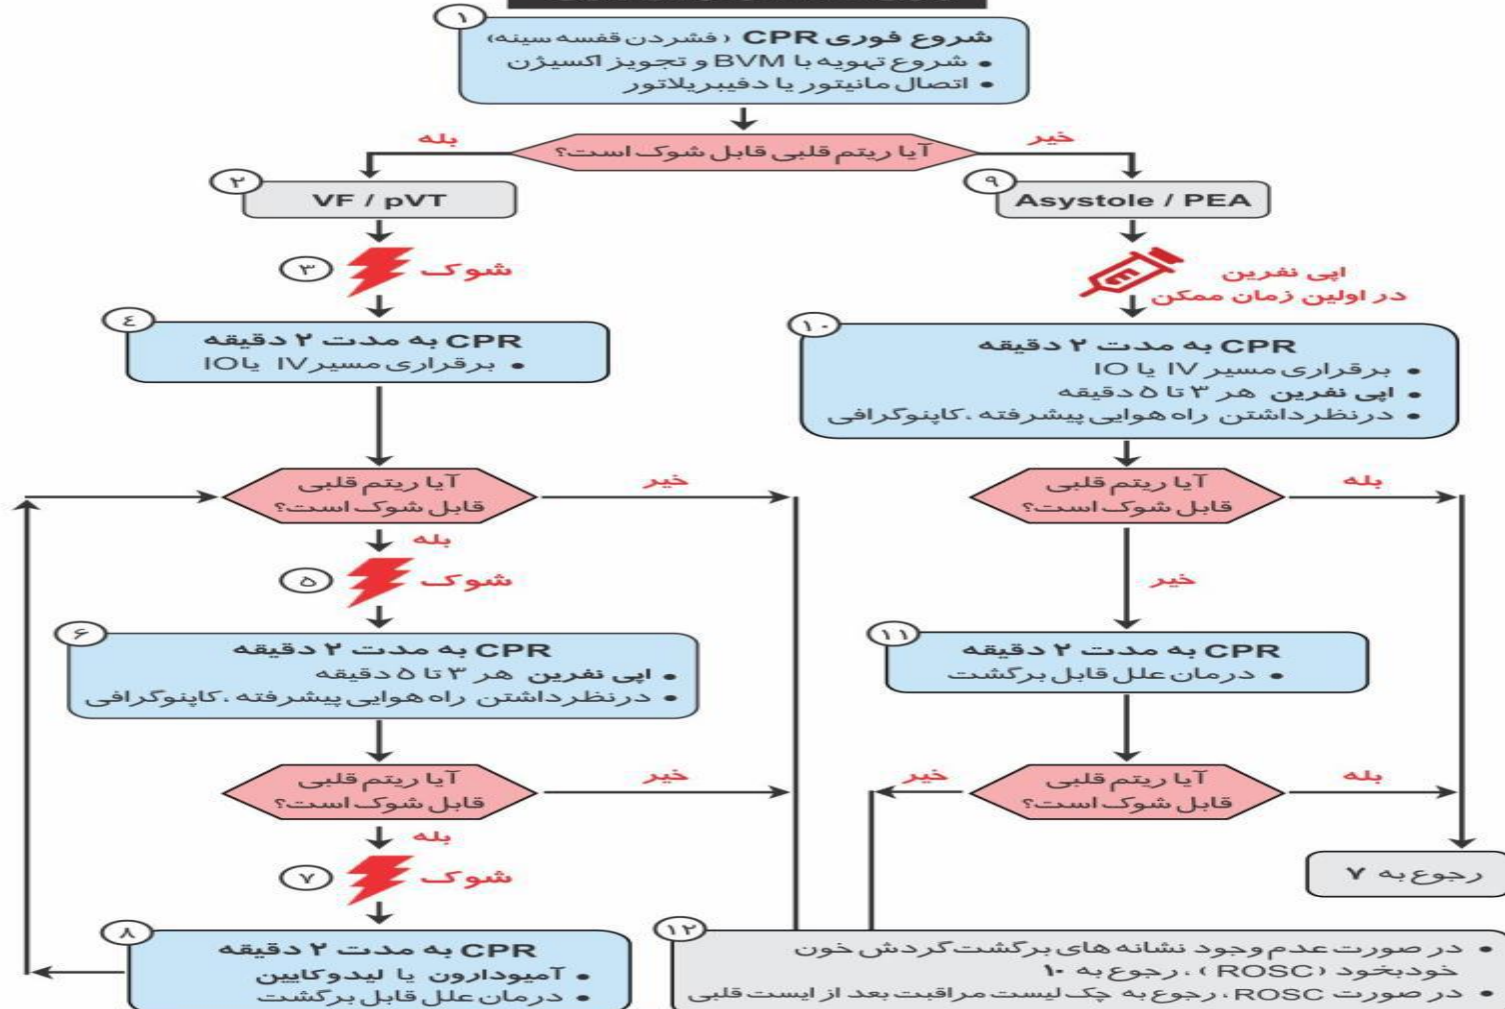 ۱
شروع فوری CPR (فشردن قفسه سینه)
• شروع تهویه با BVM و تجویز اکسیژن
• اتصال مانیتور یا دفیبریلاتور
آیا ریتم قلبی قابل شوک است؟
بله
خیر
۲
VF / pVT
۳
شوک
٤
CPR به مدت ۲ دقیقه
• برقراری مسیر IV یا IO
آیا ریتم قلبی
قابل شوک است؟
خیر
بله
۵
شوک
۶
CPR به مدت ۲ دقیقه
• اپی نفرین هر ۳ تا ۵ دقیقه
• درنظرداشتن راه هوایی پیشرفته، کاپنوگرافی
آیا ریتم قلبی
قابل شوک است؟
خیر
بله
۷
شوک
۸
CPR به مدت ۲ دقیقه
• آمیودارون یا لیدوکایین
• درمان علل قابل برگشت
۹
Asystole / PEA
اپی نفرین
در اولین زمان ممکن
۱۰
CPR به مدت ۲ دقیقه
• برقراری مسیر IV یا IO
• اپی نفرین هر ۳ تا ۵ دقیقه
• درنظرداشتن راه هوایی پیشرفته، کاپنوگرافی
آیا ریتم قلبی
قابل شوک است؟
بله
خیر
۱۱
CPR به مدت ۲ دقیقه
• درمان علل قابل برگشت
آیا ریتم قلبی
قابل شوک است؟
بله
خیر
رجوع به ۷
۱۲
• در صورت عدم وجود نشانه های برگشت گردش خون
خودبخود (ROSC)، رجوع به ۱۰
• در صورت ROSC، رجوع به چک لیست مراقبت بعد از ایست قلبی